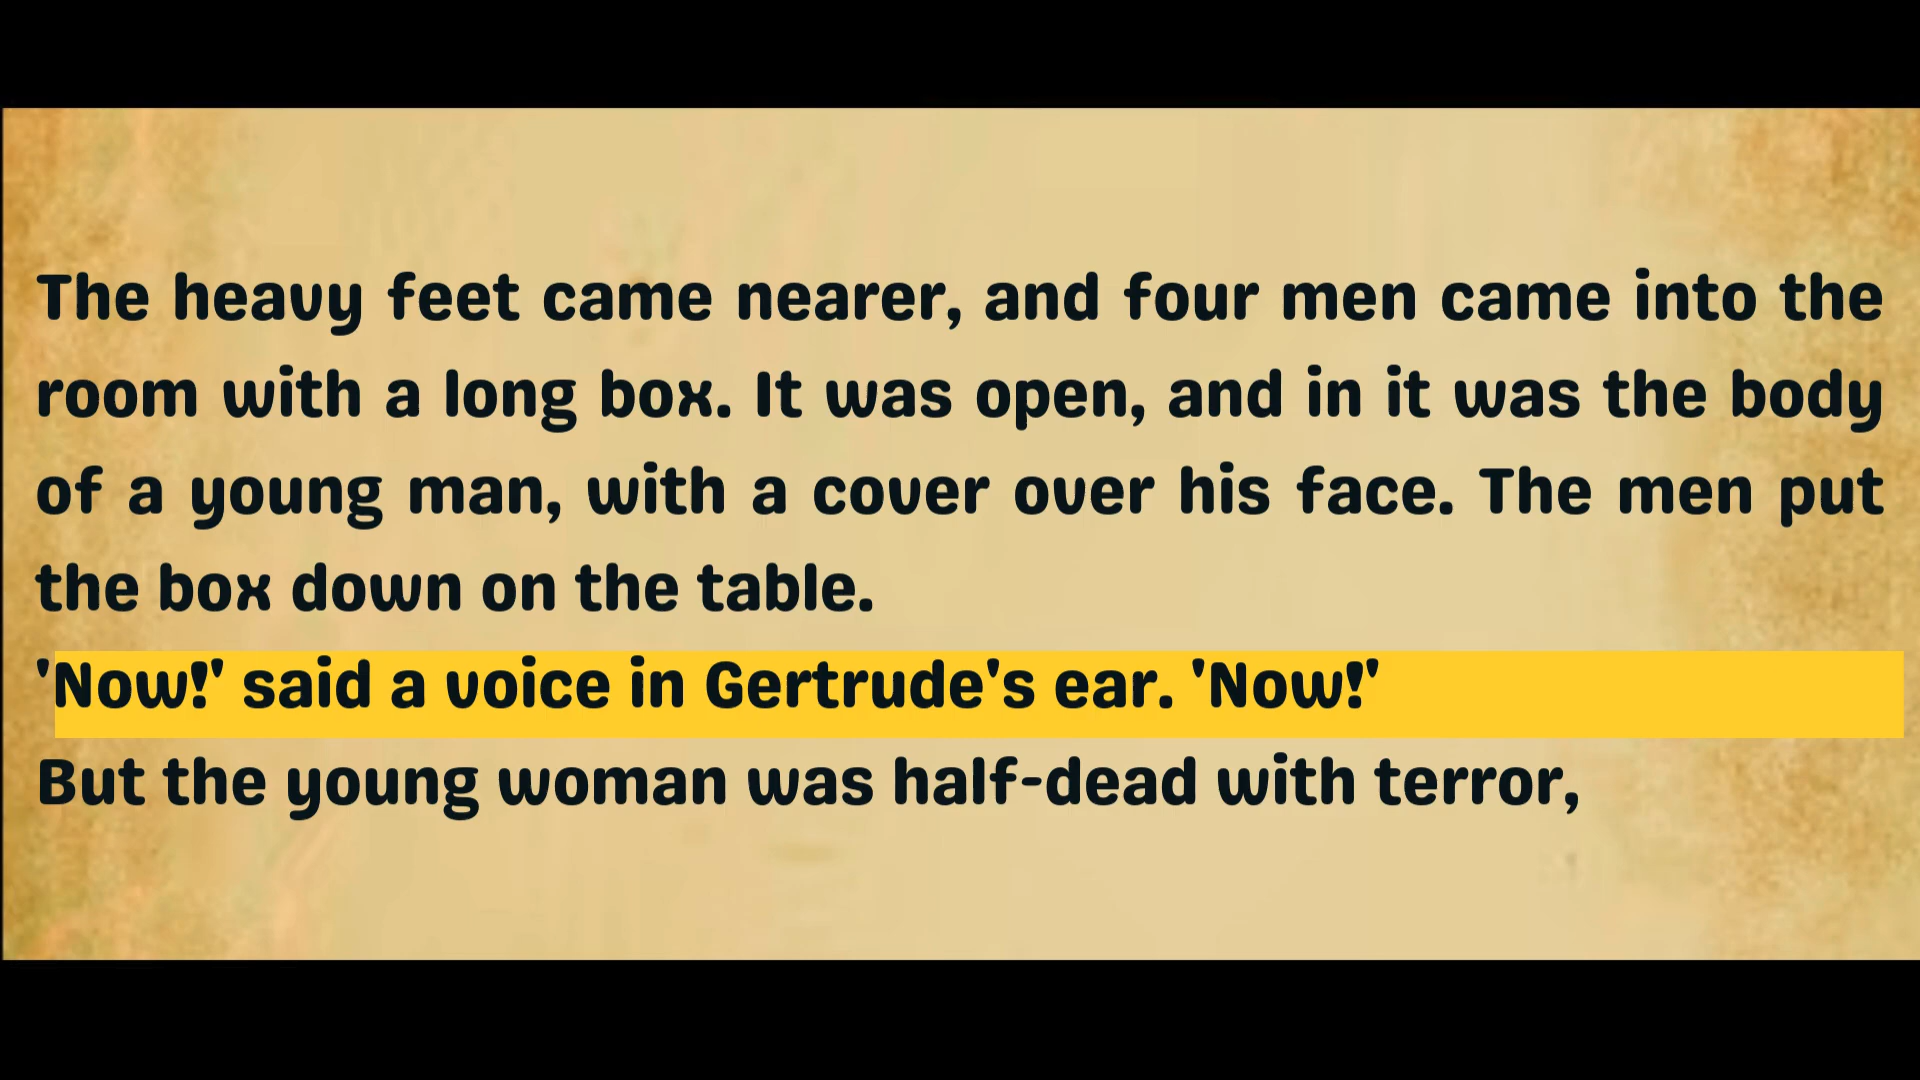 The heavy feet came nearer, and four men came into the
room with a long box. It was open, and in it was the body
of a young man, with a cover over his face. The men put
the box down on the table.
'Now!' said a voice in Gertrude's ear. 'Now!'
But the young woman was half-dead with terror,